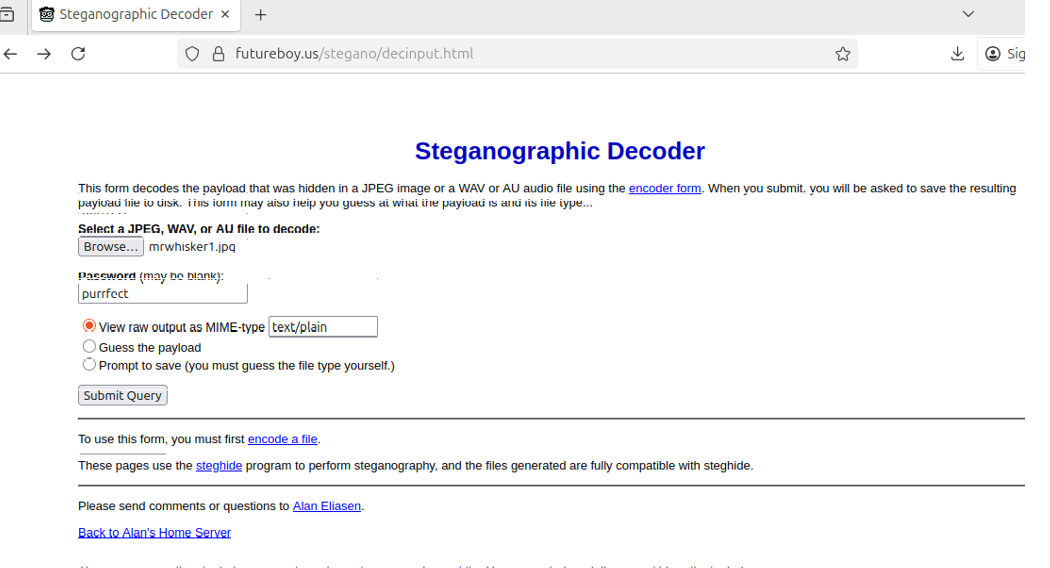 Steganographic Decoder
futureboy.us/stegano/decinput.html
Steganographic Decoder
This form decodes the payload that was hidden in a JPEG image or a WAV or AU audio file using the encoder form. When you submit, you will be asked to save the resulting
payload file to disk. This form may also help you guess at what the payload is and its file type...
Select a JPEG, WAV, or AU file to decode:
Browse... mrwhisker1.jpg
Password (may be blank):
purrfect
View raw output as MIME-type text/plain
Guess the payload
Prompt to save (you must guess the file type yourself.)
Submit Query
To use this form, you must first encode a file.
These pages use the steghide program to perform steganography, and the files generated are fully compatible with steghide.
Please send comments or questions to Alan Eliasen.
Back to Alan's Home Server